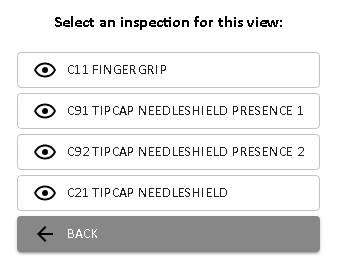 Select an inspection for this view:
C11 FINGERGRIP
C91 TIPCAP NEEDLESHIELD PRESENCE 1
C92 TIPCAP NEEDLESHIELD PRESENCE 2
C21 TIPCAP NEEDLESHIELD
BACK